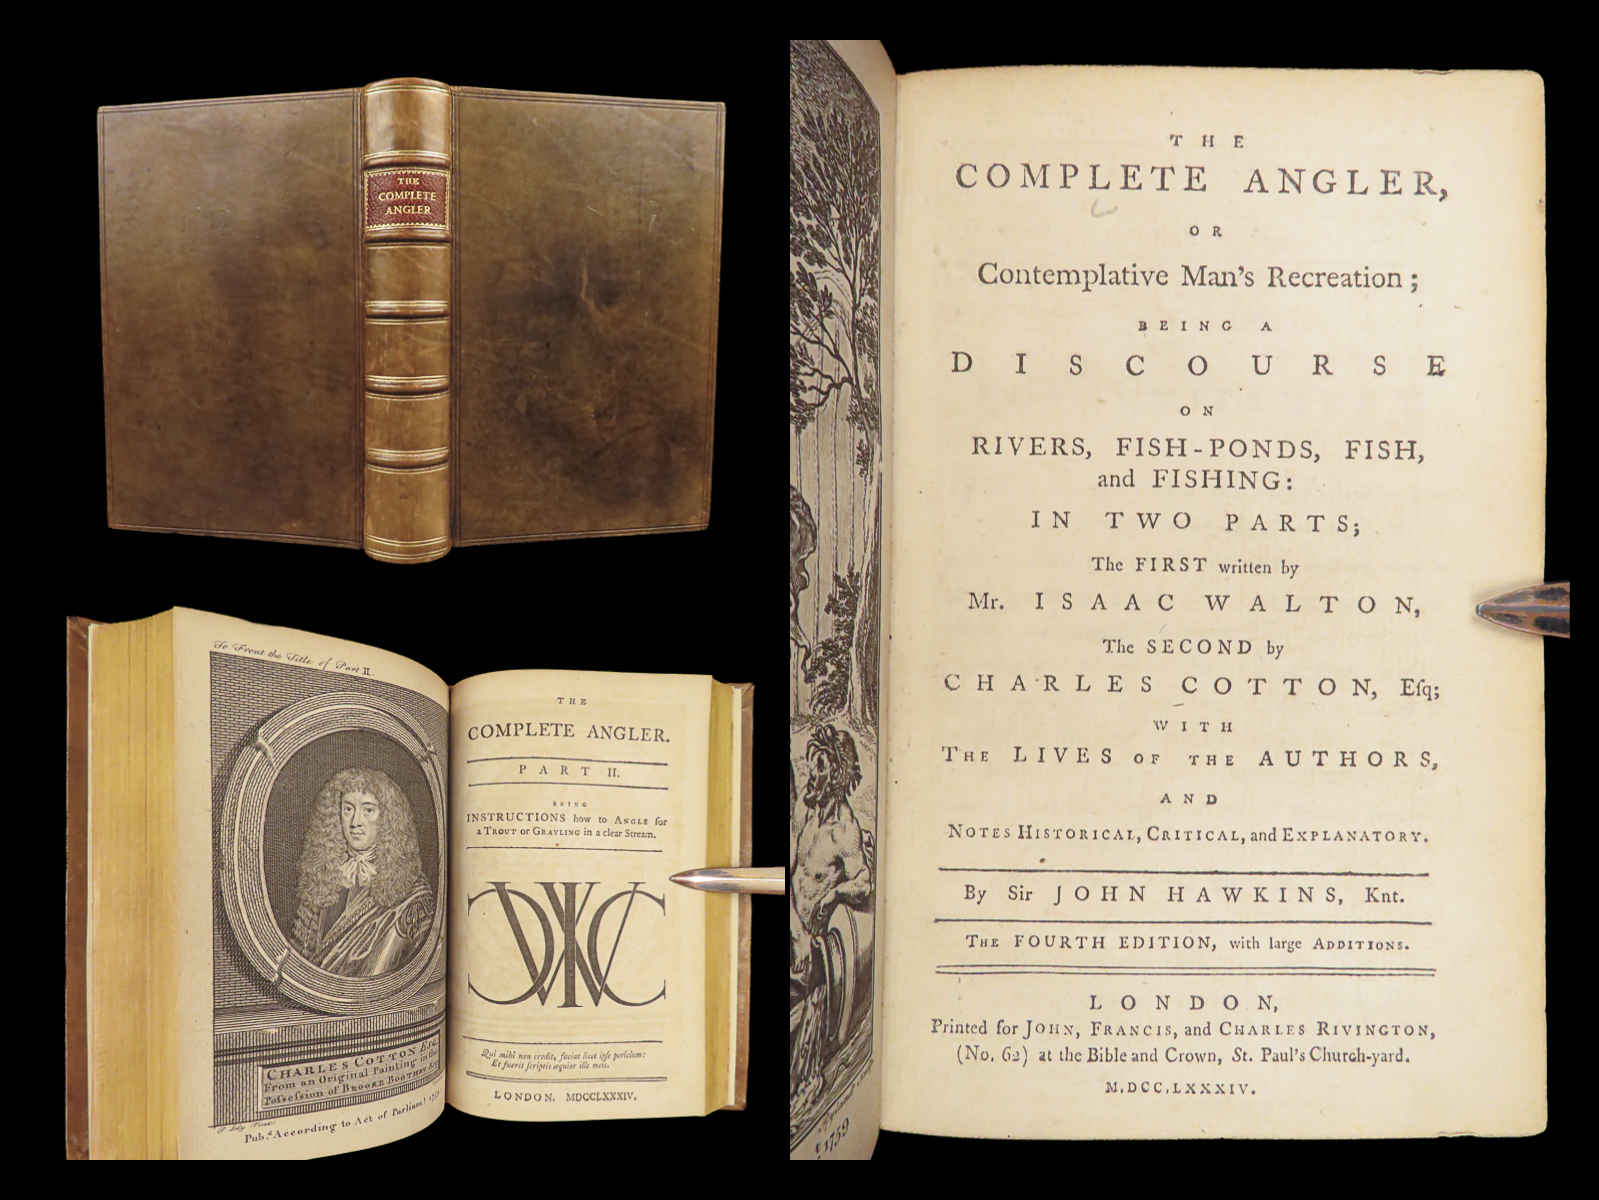 THE
COMPLETE
ANGLER
To Front the Title of Part II.
CHARLES COTTON ESQ.
From an Original Painting in the
Possession of BROOKE BOOTHBY ESQ.
P. Lely Pinx.
Pub.d According to Act of Parliam.t
THE
COMPLETE ANGLER.
PART II.
BEING
INSTRUCTIONS how to ANGLE for
a TROUT or GRAYLING in a clear Stream.
Qui mihi non credit, faciat licet ipſe periclum:
Et fuerit ſcriptis æquior ille meis.
LONDON. MDCCLXXXIV.
1759
THE
COMPLETE ANGLER,
OR
Contemplative Man's Recreation;
BEING A
DISCOURSE
ON
RIVERS, FISH-PONDS, FISH,
and FISHING:
IN TWO PARTS;
The FIRST written by
Mr. ISAAC WALTON,
The SECOND by
CHARLES COTTON, Eſq;
WITH
THE LIVES OF THE AUTHORS,
AND
NOTES HISTORICAL, CRITICAL, and EXPLANATORY.
By Sir JOHN HAWKINS, Knt.
THE FOURTH EDITION, with large ADDITIONS.
LONDON,
Printed for JOHN, FRANCIS, and CHARLES RIVINGTON,
(No. 62) at the Bible and Crown, St. Paul's Church-yard.
M.DCC.LXXXIV.